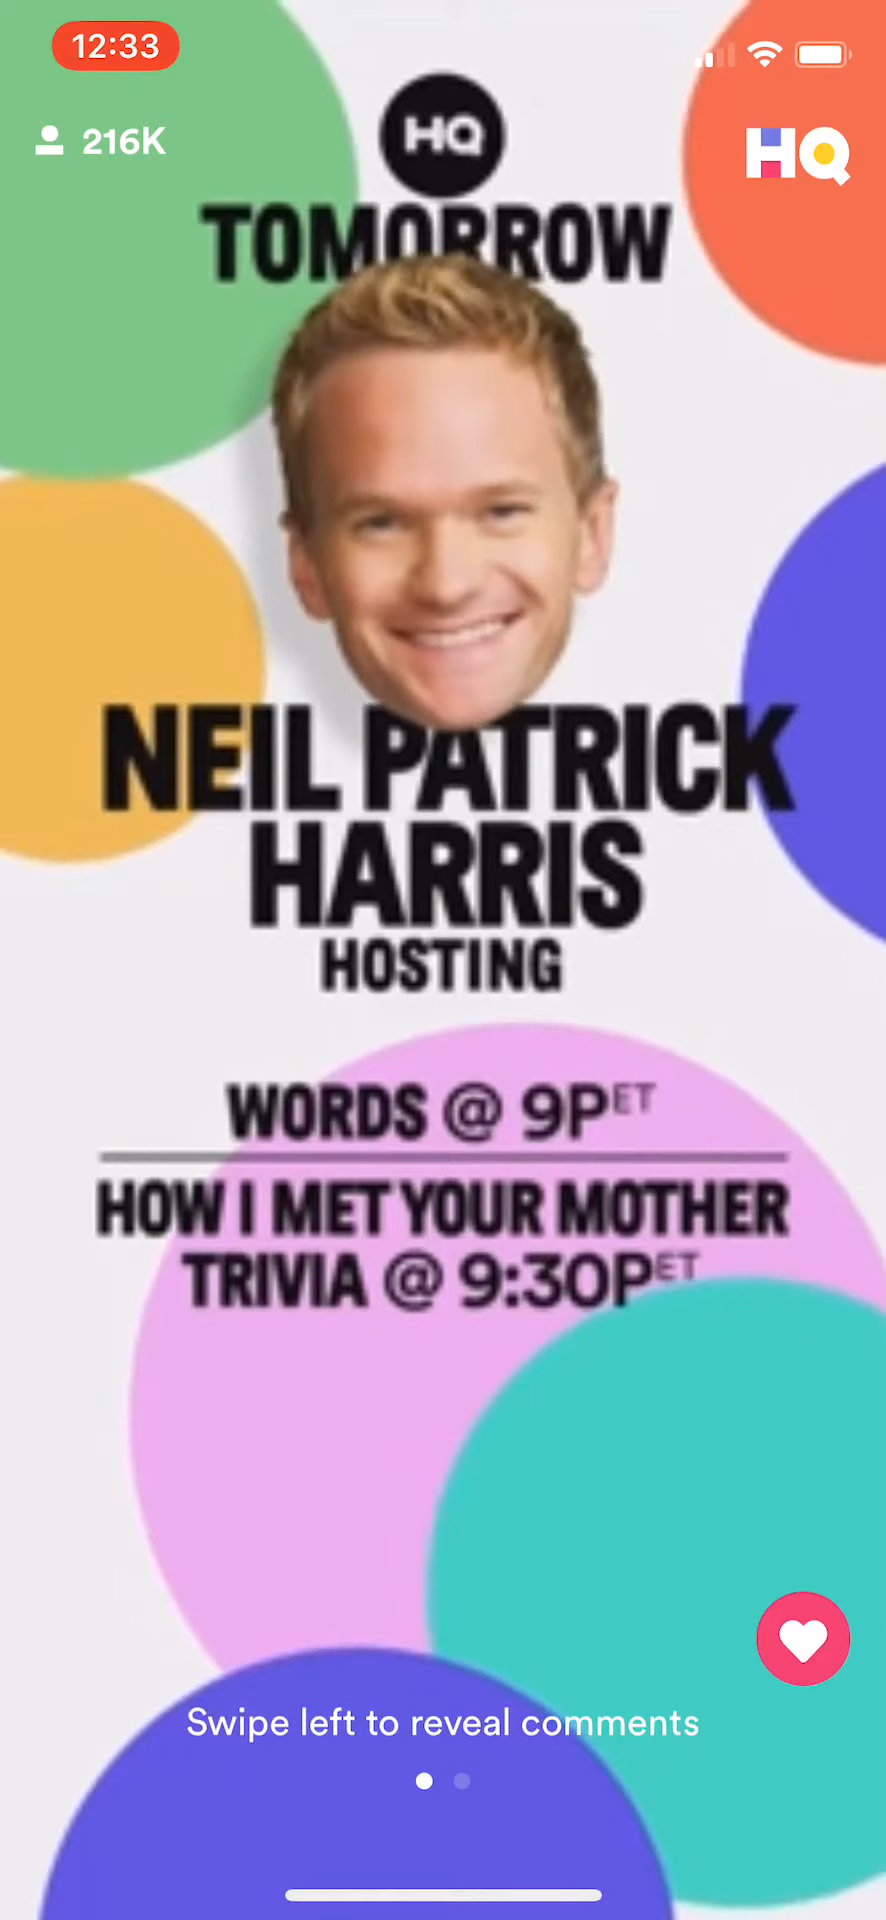 12:33
216K
HQ
HQ
TOMORROW
NEIL PATRICK
HARRIS
HOSTING
WORDS @ 9PET
HOW I MET YOUR MOTHER
TRIVIA @ 9:30PET
Swipe left to reveal comments